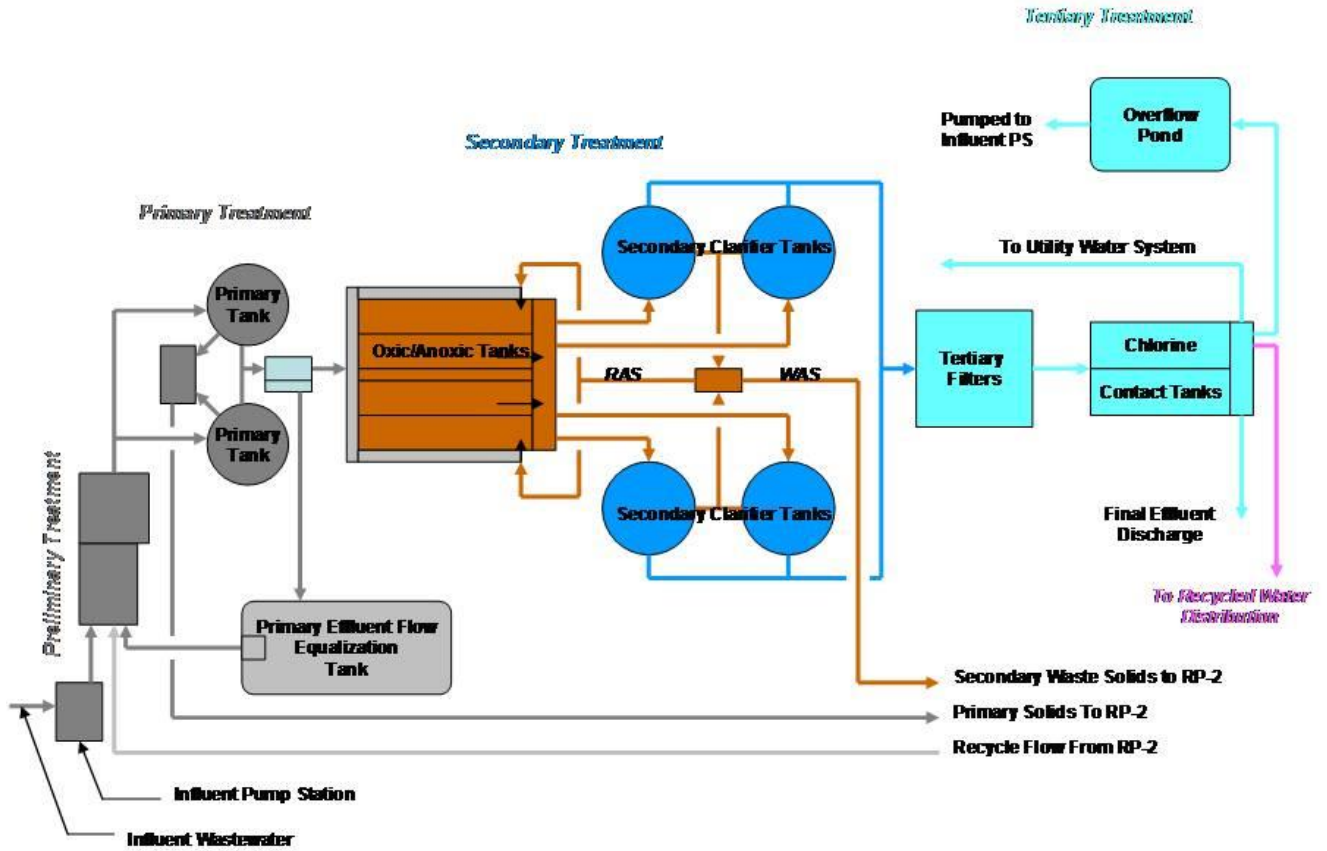 Tertiary Treatment
Overflow
Pond
Pumped to
Influent PS
Secondary Treatment
Primary Treatment
Secondary Clarifier Tanks
To Utility Water System
Primary
Tank
Oxic/Anoxic Tanks
RAS
WAS
Tertiary
Filters
Chlorine
Contact Tanks
Primary
Tank
Preliminary Treatment
Secondary Clarifier Tanks
Final Effluent
Discharge
To Recycled Water
Distribution
Primary Effluent Flow
Equalization
Tank
Secondary Waste Solids to RP-2
Primary Solids To RP-2
Recycle Flow From RP-2
Influent Pump Station
Influent Wastewater